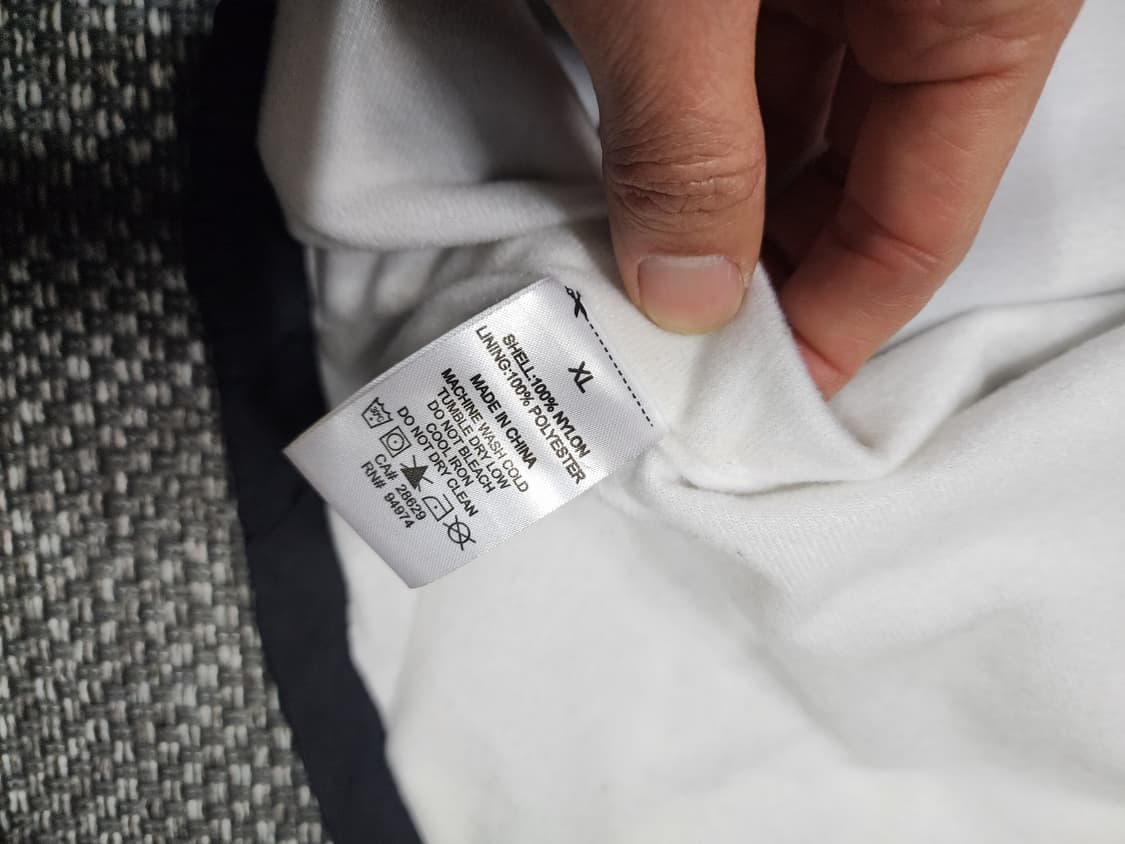 XL
SHELL:100% NYLON
LINING:100% POLYESTER
MADE IN CHINA
MACHINE WASH COLD
TUMBLE DRY LOW
DO NOT BLEACH
COOL IRON
DO NOT DRY CLEAN
30°C
CA# 28629
RN# 94974